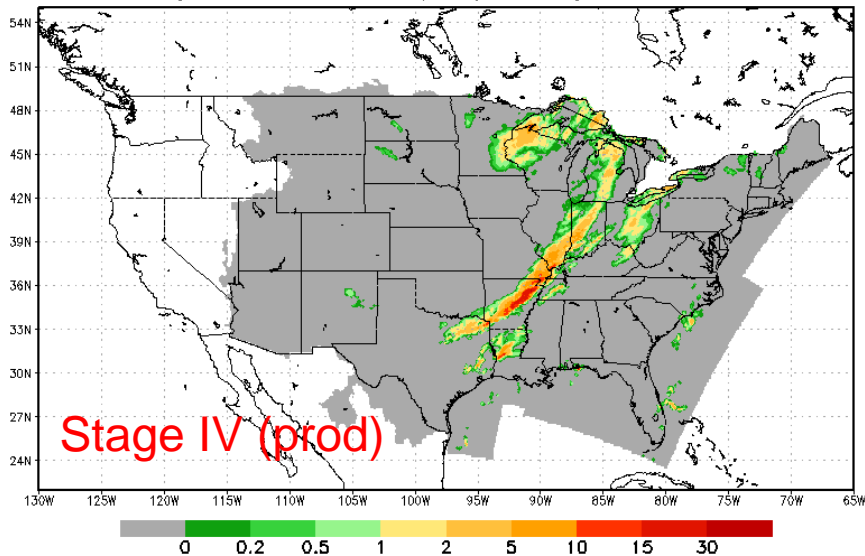 54N
51N
48N
45N
42N
39N
36N
33N
30N
27N
24N
Stage IV (prod)
130W 125W 120W 115W 110W 105W 100W 95W 90W 85W 80W 75W 70W 65W
0 0.2 0.5 1 2 5 10 15 30